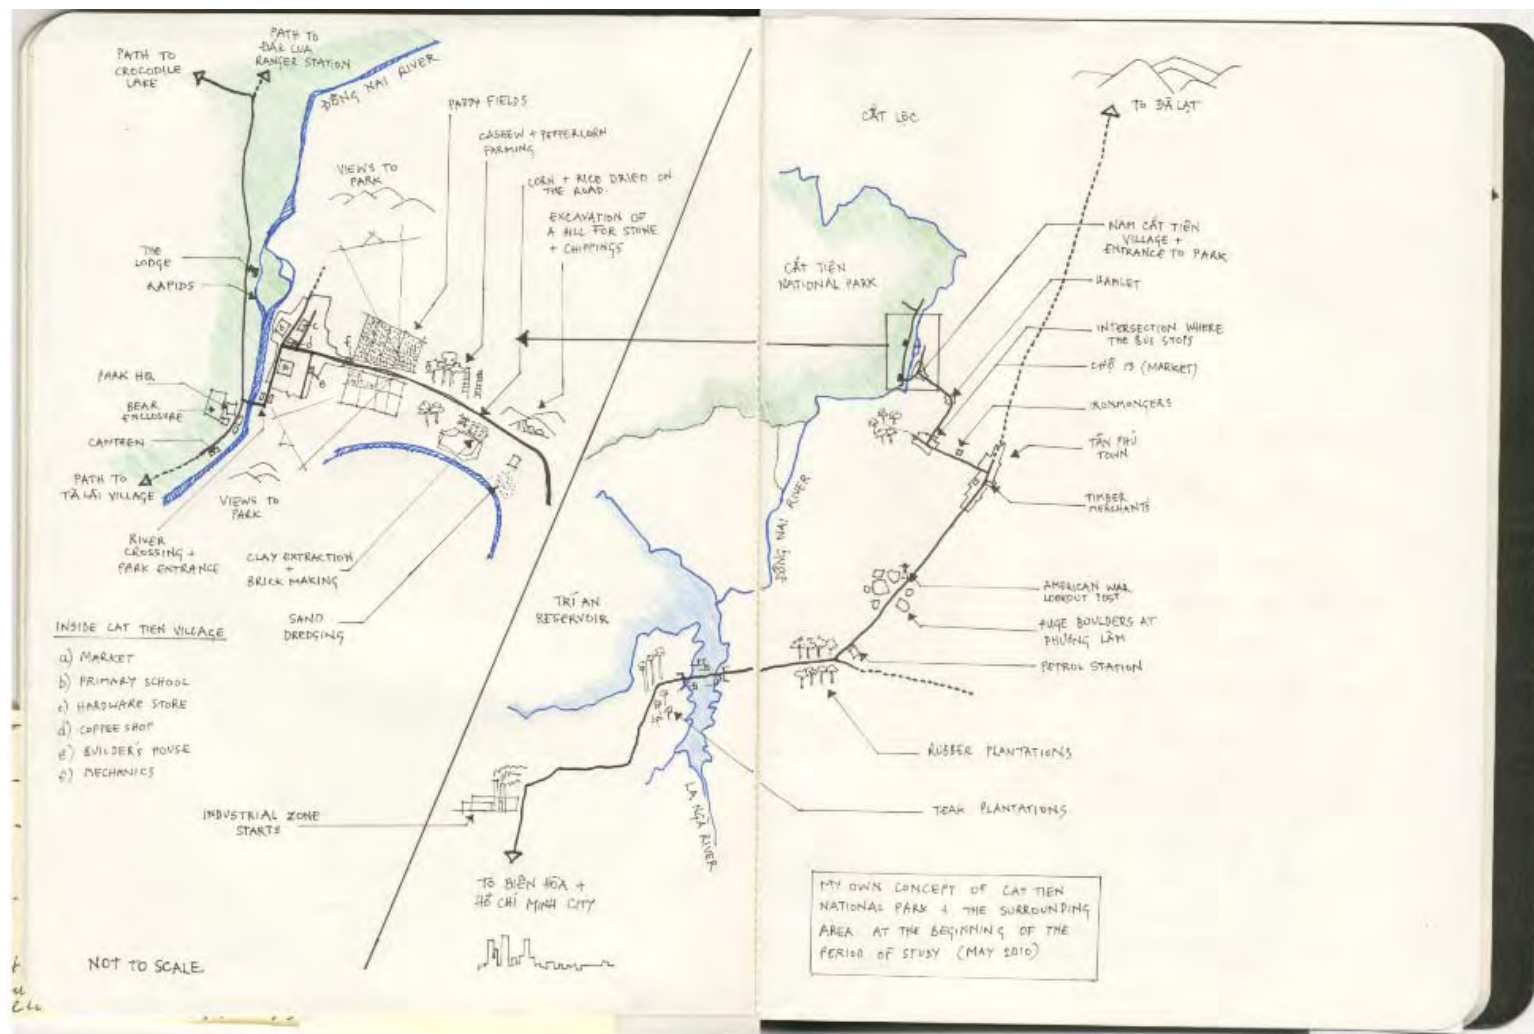 PATH TO
CROCODILE
LAKE
PATH TO
ĐẮK LUA
RANGER STATION
ĐỒNG NAI RIVER
PADDY FIELDS
CASHEW + PEPPERCORN
FARMING
VIEWS TO
PARK
CORN + RICE DRIED ON
THE ROAD.
EXCAVATION OF
A HILL FOR STONE
+ CHIPPINGS
THE
LODGE
RAPIDS
c
d
f
e
PARK HQ
BEAR
ENCLOSURE
CANTEEN
PATH TO
TÀ LÀI VILLAGE
VIEWS TO
PARK
RIVER
CROSSING +
PARK ENTRANCE
CLAY EXTRACTION
+
BRICK MAKING
SAND
DREDGING
INSIDE CAT TIEN VILLAGE
a) MARKET
b) PRIMARY SCHOOL
c) HARDWARE STORE
d) COFFEE SHOP
e) BUILDER'S HOUSE
f) MECHANICS
INDUSTRIAL ZONE
STARTS
TO BIÊN HÒA +
HỒ CHÍ MINH CITY
NOT TO SCALE
CÁT LỘC
TO ĐÀ LẠT
CÁT TIÊN
NATIONAL PARK
NAM CÁT TIÊN
VILLAGE +
ENTRANCE TO PARK
HAMLET
INTERSECTION WHERE
THE BUS STOPS
CHỢ 13 (MARKET)
IRONMONGERS
TÂN PHÚ
TOWN
TIMBER
MERCHANTS
ĐỒNG NAI RIVER
TRỊ AN
RESERVOIR
AMERICAN WAR
LOOKOUT POST
HUGE BOULDERS AT
PHƯƠNG LÂM
PETROL STATION
RUBBER PLANTATIONS
TEAK PLANTATIONS
LA NGÀ RIVER
MY OWN CONCEPT OF CAT TIEN
NATIONAL PARK + THE SURROUNDING
AREA AT THE BEGINNING OF THE
PERIOD OF STUDY (MAY 2010)